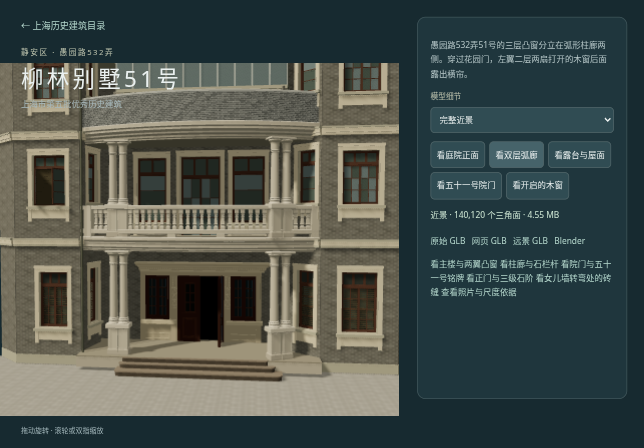 ← 上海历史建筑目录
静安区 · 愚园路532弄
柳林别墅51号
愚园路532弄51号的三层凸窗分立在弧形柱廊两
侧。穿过花园门，左翼二层两扇打开的木窗后面
露出横帘。
模型细节
完整近景
看庭院正面
看双层弧廊
看露台与屋面
看五十一号院门
看开启的木窗
近景 · 140,120 个三角面 · 4.55 MB
原始 GLB 网页 GLB 远景 GLB Blender
看主楼与两翼凸窗 看柱廊与石栏杆 看院门与五十
一号铭牌 看正门与三级石阶 看女儿墙转弯处的砖
缝 查看照片与尺度依据
拖动旋转 · 滚轮或双指缩放